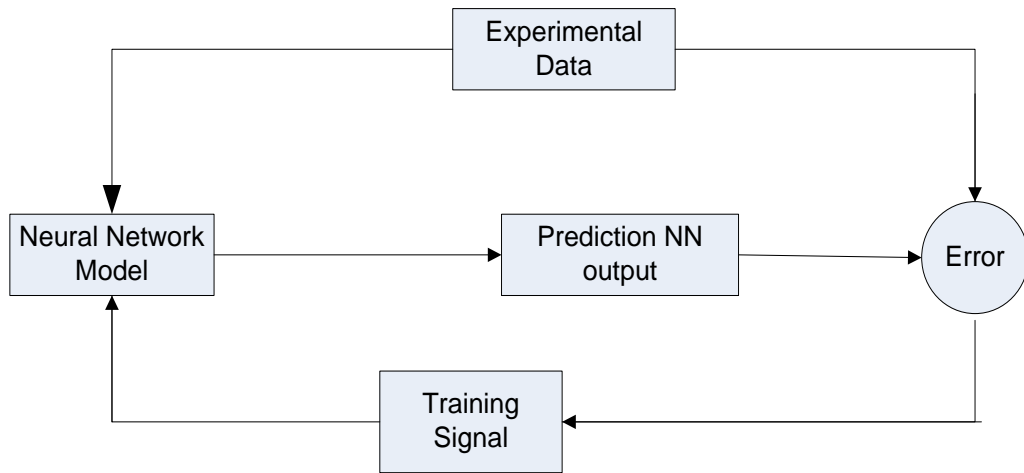 Experimental
Data
Neural Network
Model
Prediction NN
output
Error
Training
Signal